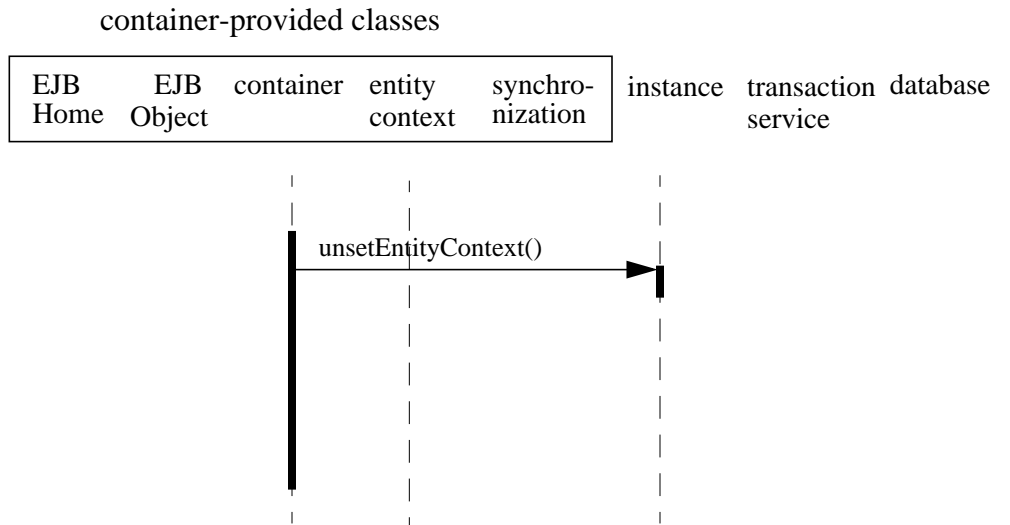 container-provided classes
EJB Home
EJB Object
container
entity context
synchro-
nization
instance
transaction service
database
unsetEntityContext()